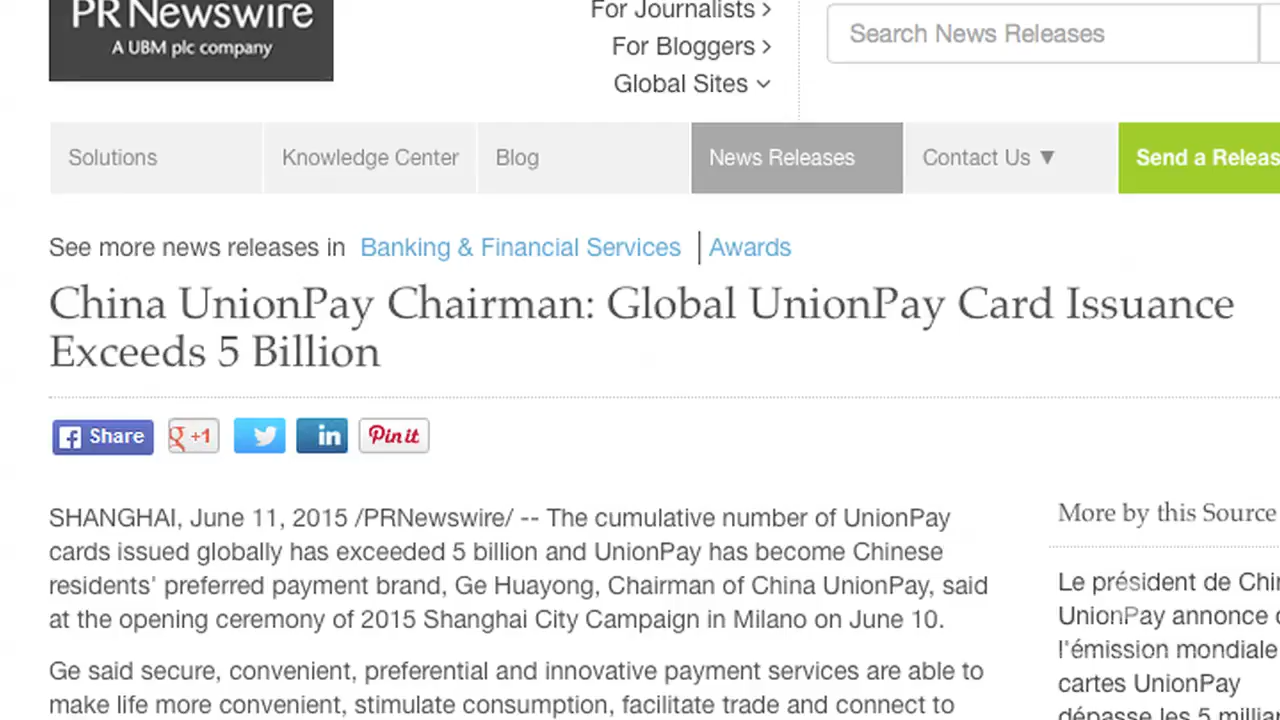 PR Newswire
A UBM plc company
For Journalists >
For Bloggers >
Global Sites
Search News Releases
Solutions
Knowledge Center
Blog
News Releases
Contact Us ▼
Send a Releas
See more news releases in Banking & Financial Services | Awards
China UnionPay Chairman: Global UnionPay Card Issuance
Exceeds 5 Billion
Share
+1
in
Pin it
SHANGHAI, June 11, 2015 /PRNewswire/ -- The cumulative number of UnionPay
cards issued globally has exceeded 5 billion and UnionPay has become Chinese
residents' preferred payment brand, Ge Huayong, Chairman of China UnionPay, said
at the opening ceremony of 2015 Shanghai City Campaign in Milano on June 10.
Ge said secure, convenient, preferential and innovative payment services are able to
make life more convenient, stimulate consumption, facilitate trade and connect to
More by this Source
Le président de Chin
UnionPay annonce
l'émission mondiale
cartes UnionPay
dépasse les 5 milliar